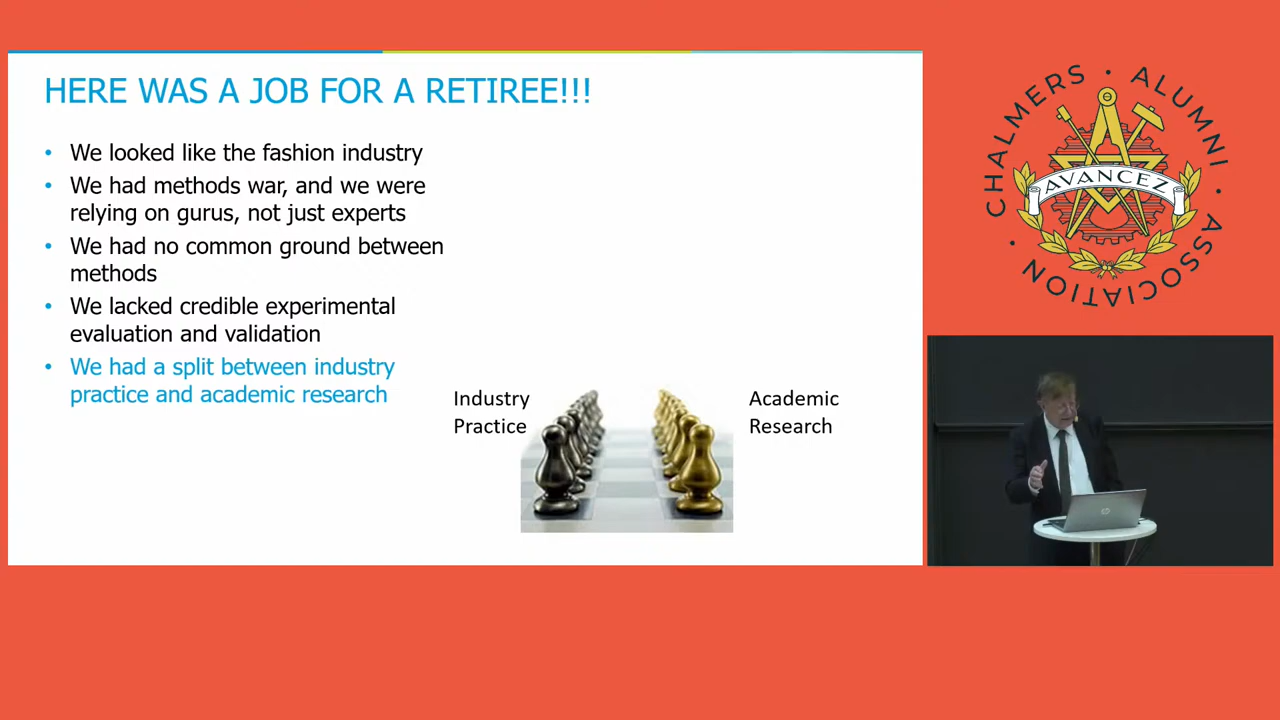 HERE WAS A JOB FOR A RETIREE!!!
• We looked like the fashion industry
• We had methods war, and we were
relying on gurus, not just experts
• We had no common ground between
methods
• We lacked credible experimental
evaluation and validation
• We had a split between industry
practice and academic research
Industry
Practice
Academic
Research
CHALMERS • ALUMNI • ASSOCIATION •
AVANCEZ
hp